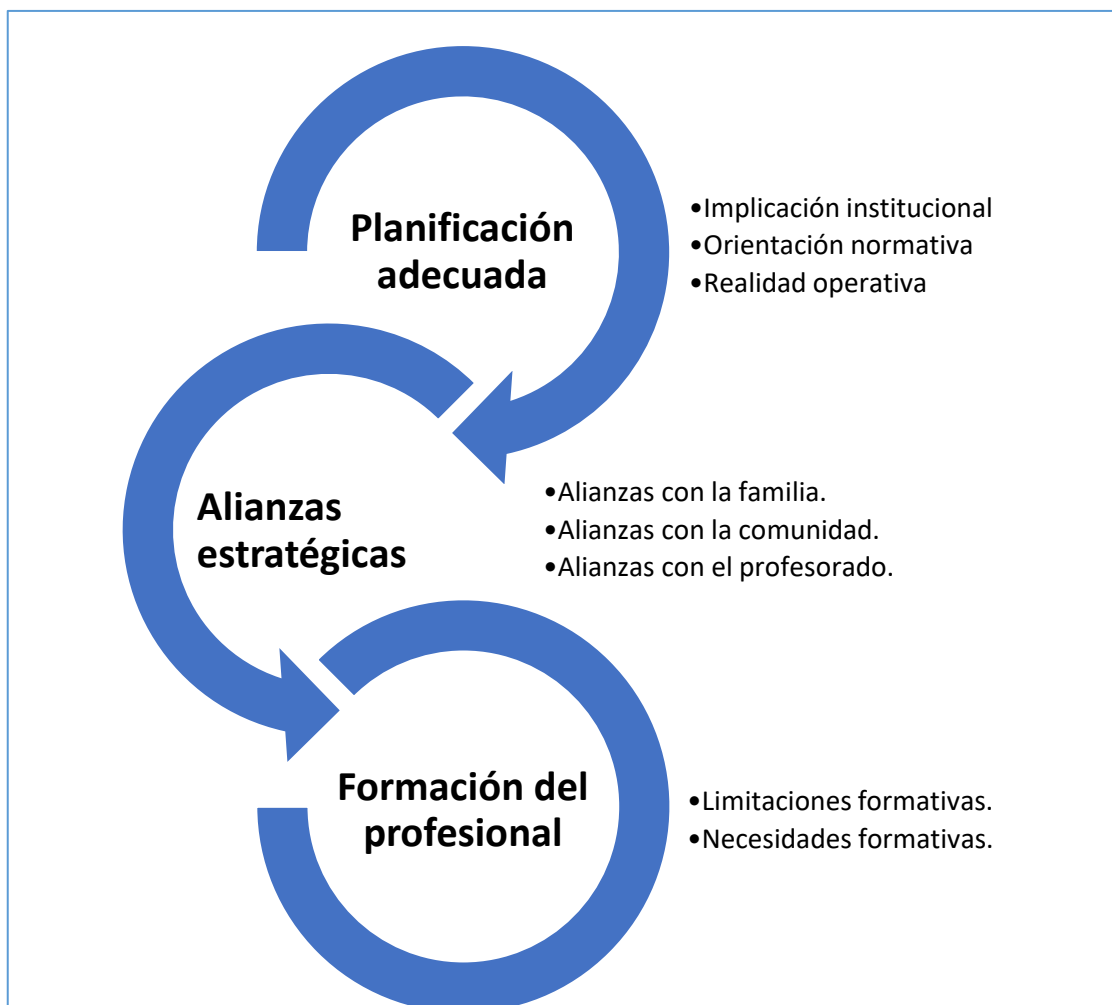 Planificación
adecuada
•Implicación institucional
•Orientación normativa
•Realidad operativa
Alianzas
estratégicas
•Alianzas con la familia.
•Alianzas con la comunidad.
•Alianzas con el profesorado.
Formación del
profesional
•Limitaciones formativas.
•Necesidades formativas.